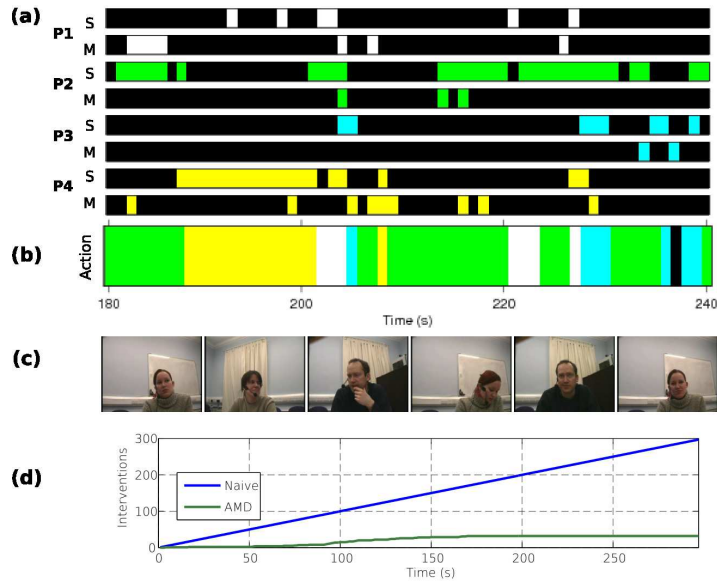 (a)
P1
S
M
P2
S
M
P3
S
M
P4
S
M
(b)
Action
180 200 220 240
Time (s)
(c)
(d)
Interventions
300
200
100
0
Naive
AMD
0 50 100 150 200 250
Time (s)